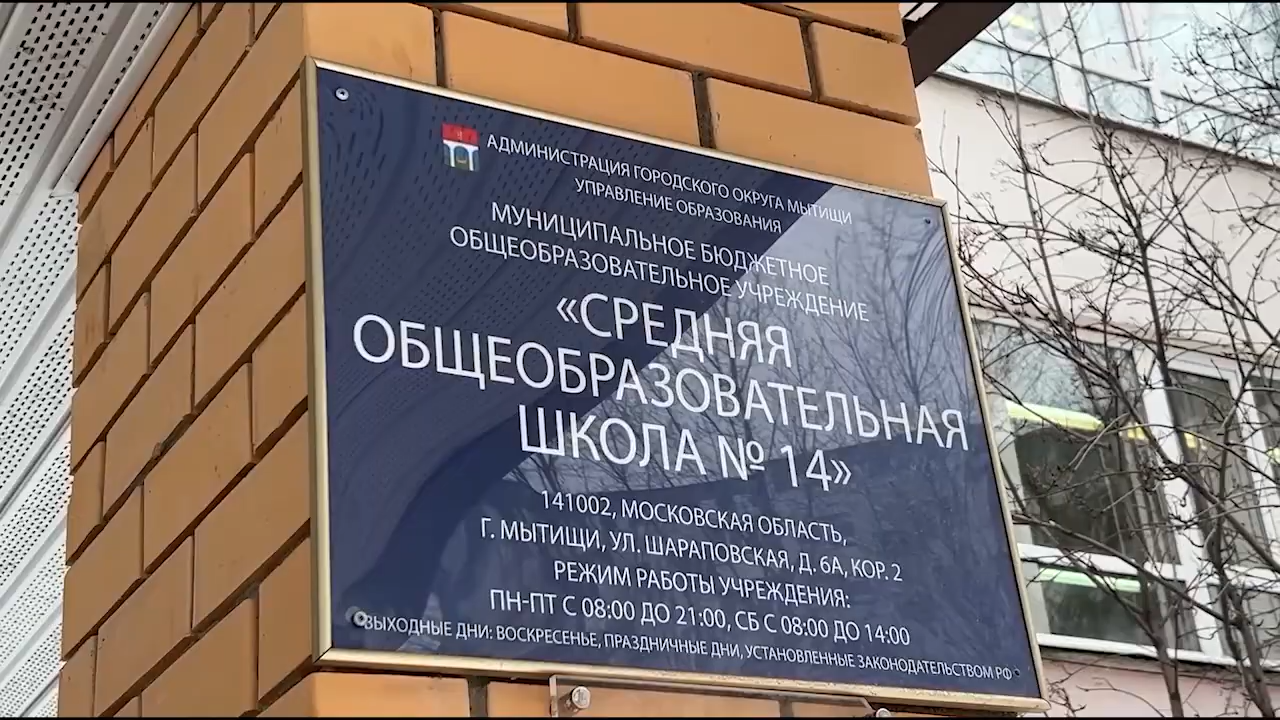 АДМИНИСТРАЦИЯ ГОРОДСКОГО ОКРУГА МЫТИЩИ
УПРАВЛЕНИЕ ОБРАЗОВАНИЯ
МУНИЦИПАЛЬНОЕ БЮДЖЕТНОЕ
ОБЩЕОБРАЗОВАТЕЛЬНОЕ УЧРЕЖДЕНИЕ
«СРЕДНЯЯ
ОБЩЕОБРАЗОВАТЕЛЬНАЯ
ШКОЛА № 14»
141002, МОСКОВСКАЯ ОБЛАСТЬ,
Г. МЫТИЩИ, УЛ. ШАРАПОВСКАЯ, Д. 6А, КОР. 2
РЕЖИМ РАБОТЫ УЧРЕЖДЕНИЯ:
ПН-ПТ С 08:00 ДО 21:00, СБ С 08:00 ДО 14:00
ВЫХОДНЫЕ ДНИ: ВОСКРЕСЕНЬЕ, ПРАЗДНИЧНЫЕ ДНИ, УСТАНОВЛЕННЫЕ ЗАКОНОДАТЕЛЬСТВОМ РФ